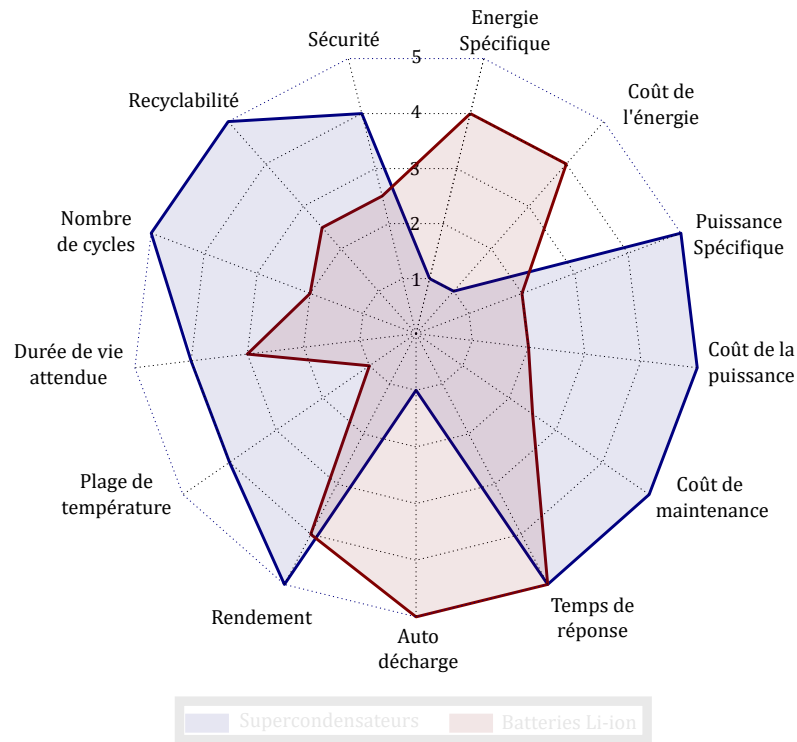 Energie
Spécifique
Sécurité
5
Coût de
l'énergie
Recyclabilité
4
3
Puissance
Spécifique
Nombre
de cycles
2
1
Durée de vie
attendue
Coût de la
puissance
Plage de
température
Coût de
maintenance
Rendement
Temps de
réponse
Auto
décharge
Supercondensateurs
Batteries Li-ion